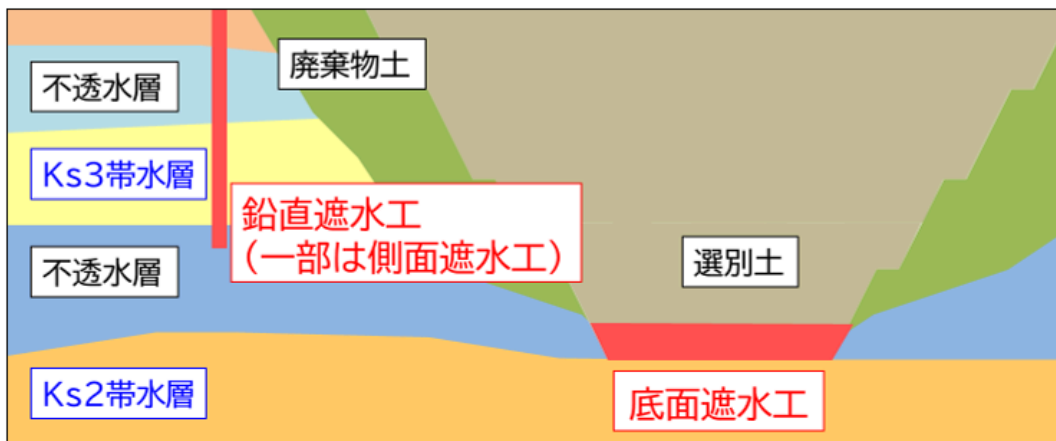 廃棄物土
不透水層
Ks3帯水層
鉛直遮水工
(一部は側面遮水工)
不透水層
選別土
Ks2帯水層
底面遮水工